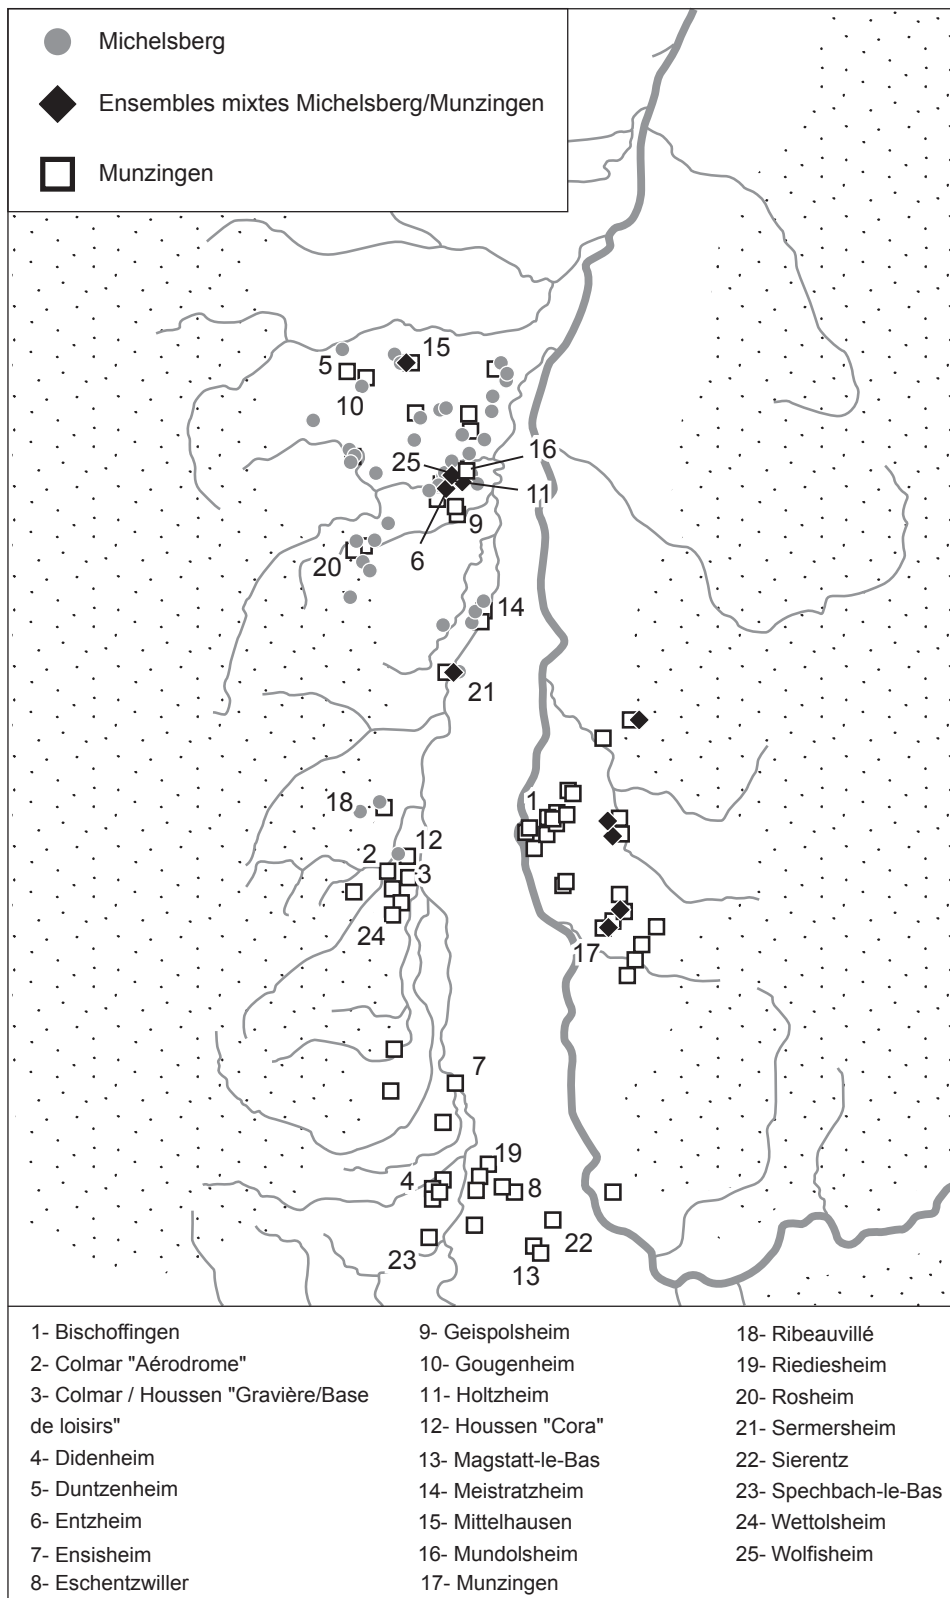 Michelsberg
Ensembles mixtes Michelsberg/Munzingen
Munzingen
15
5
10
16
25
11
9
6
20
14
21
1
18
12
2
3
24
17
7
19
4
8
22
23
13
1- Bischoffingen
2- Colmar "Aérodrome"
3- Colmar / Houssen "Gravière/Base
de loisirs"
4- Didenheim
5- Duntzenheim
6- Entzheim
7- Ensisheim
8- Eschentzwiller
9- Geispolsheim
10- Gougenheim
11- Holtzheim
12- Houssen "Cora"
13- Magstatt-le-Bas
14- Meistratzheim
15- Mittelhausen
16- Mundolsheim
17- Munzingen
18- Ribeauvillé
19- Riediesheim
20- Rosheim
21- Sermersheim
22- Sierentz
23- Spechbach-le-Bas
24- Wettolsheim
25- Wolfisheim